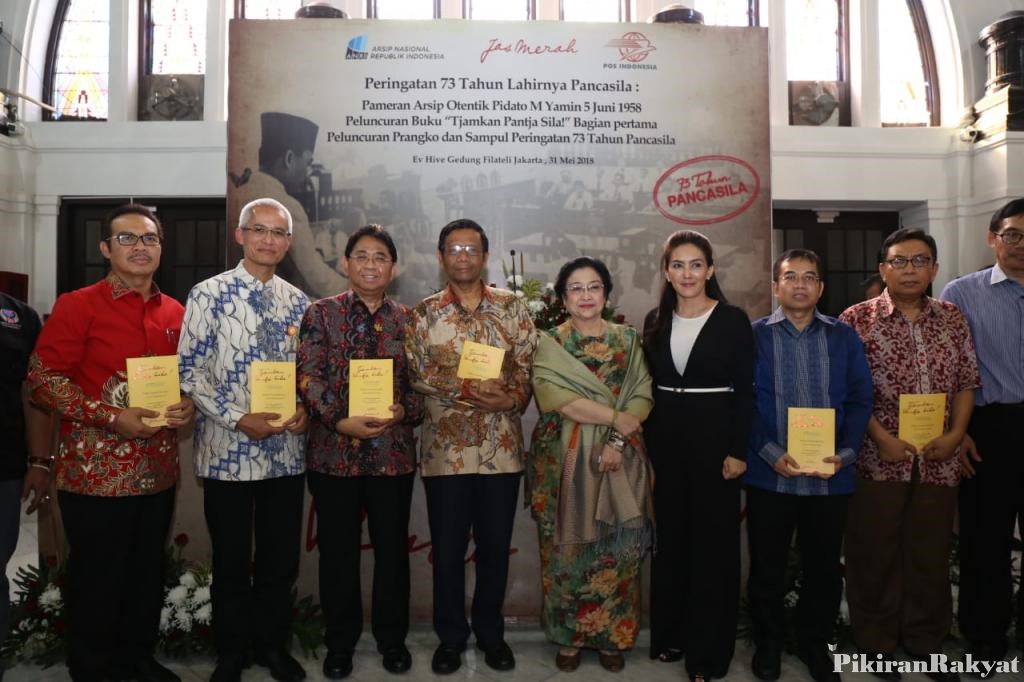 ARSIP NASIONAL
REPUBLIK INDONESIA
ANRI
Jas Merah
POS INDONESIA
Peringatan 73 Tahun Lahirnya Pancasila :
Pameran Arsip Otentik Pidato M Yamin 5 Juni 1958
Peluncuran Buku “Tjamkan Pantja Sila!” Bagian pertama
Peluncuran Prangko dan Sampul Peringatan 73 Tahun Pancasila
Ev Hive Gedung Filateli Jakarta , 31 Mei 2018
73 Tahun
PANCASILA
PikiranRakyat